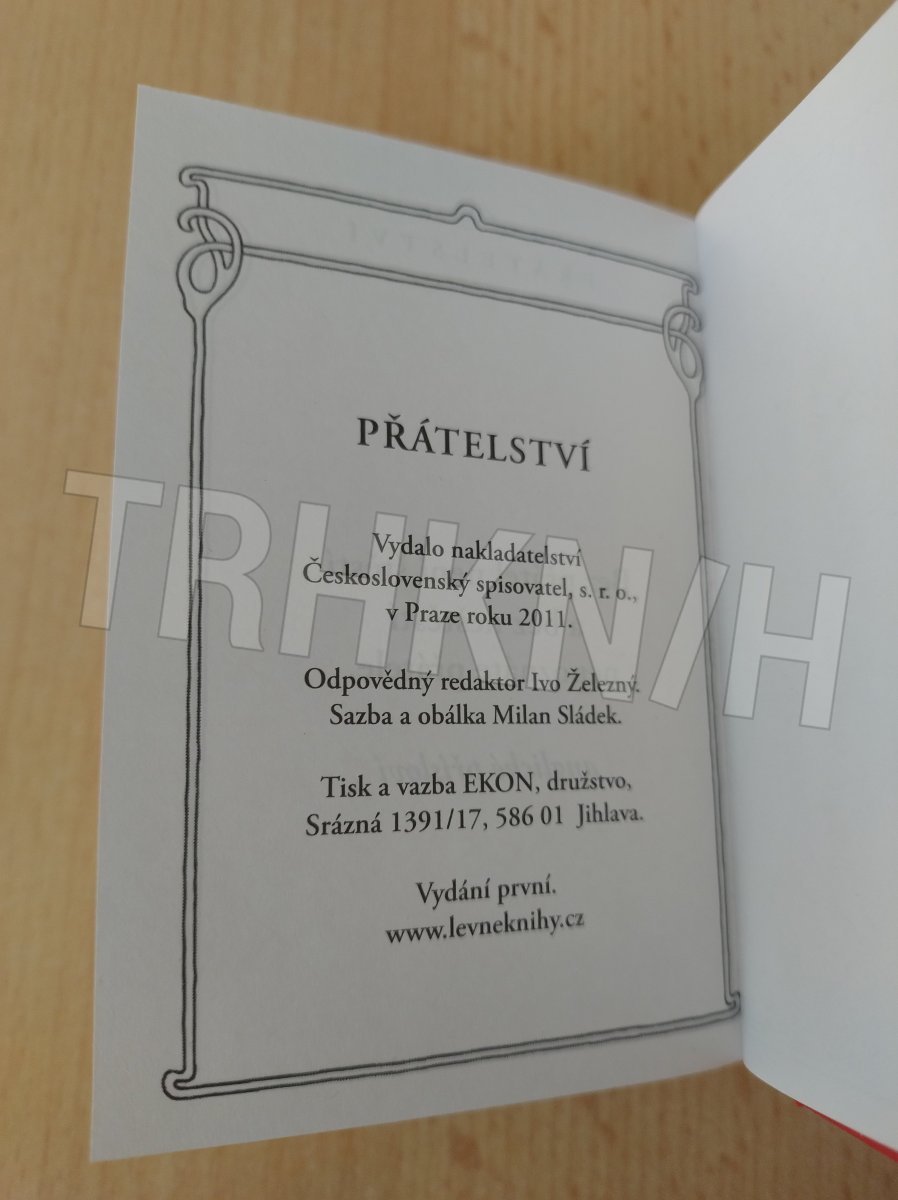 PŘÁTELSTVÍ
Vydalo nakladatelství
Československý spisovatel, s. r. o.,
v Praze roku 2011.
Odpovědný redaktor Ivo Železný.
Sazba a obálka Milan Sládek.
Tisk a vazba EKON, družstvo,
Srázná 1391/17, 586 01 Jihlava.
Vydání první.
www.levneknihy.cz
TRHKNIH